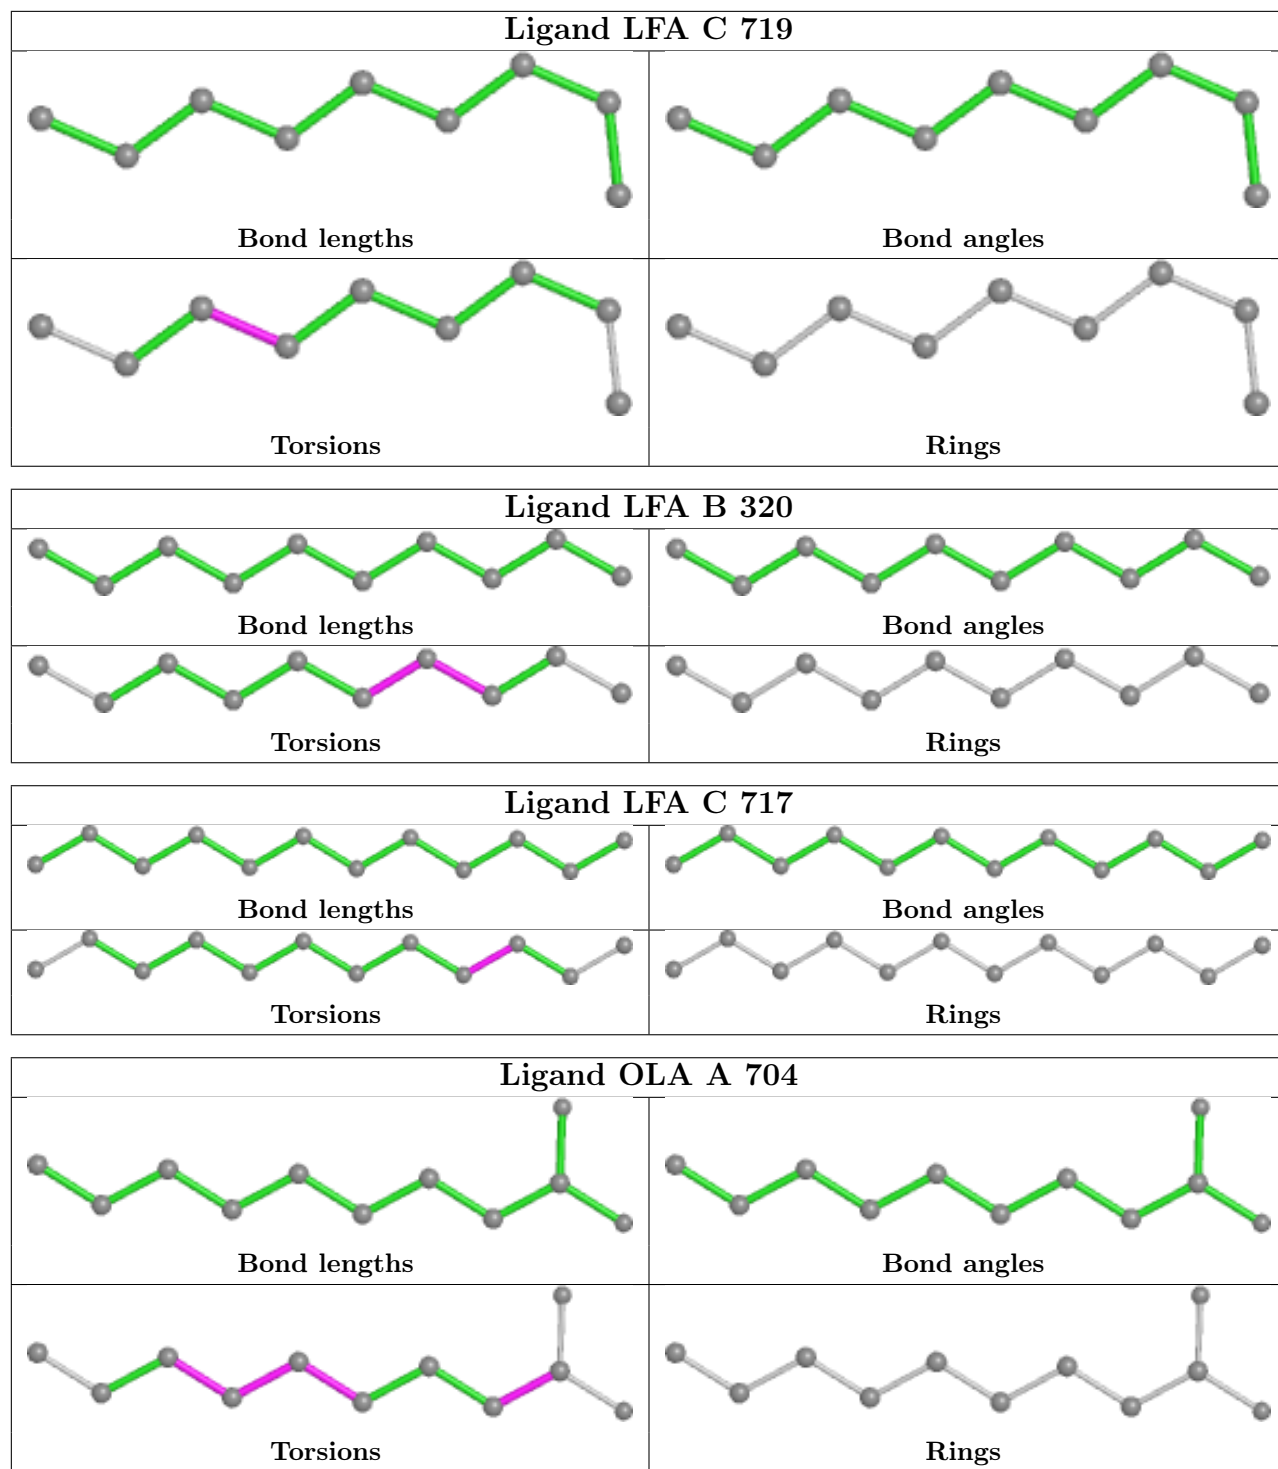 Ligand LFA C 719
Bond lengths
Bond angles
Torsions
Rings
Ligand LFA B 320
Bond lengths
Bond angles
Torsions
Rings
Ligand LFA C 717
Bond lengths
Bond angles
Torsions
Rings
Ligand OLA A 704
Bond lengths
Bond angles
Torsions
Rings